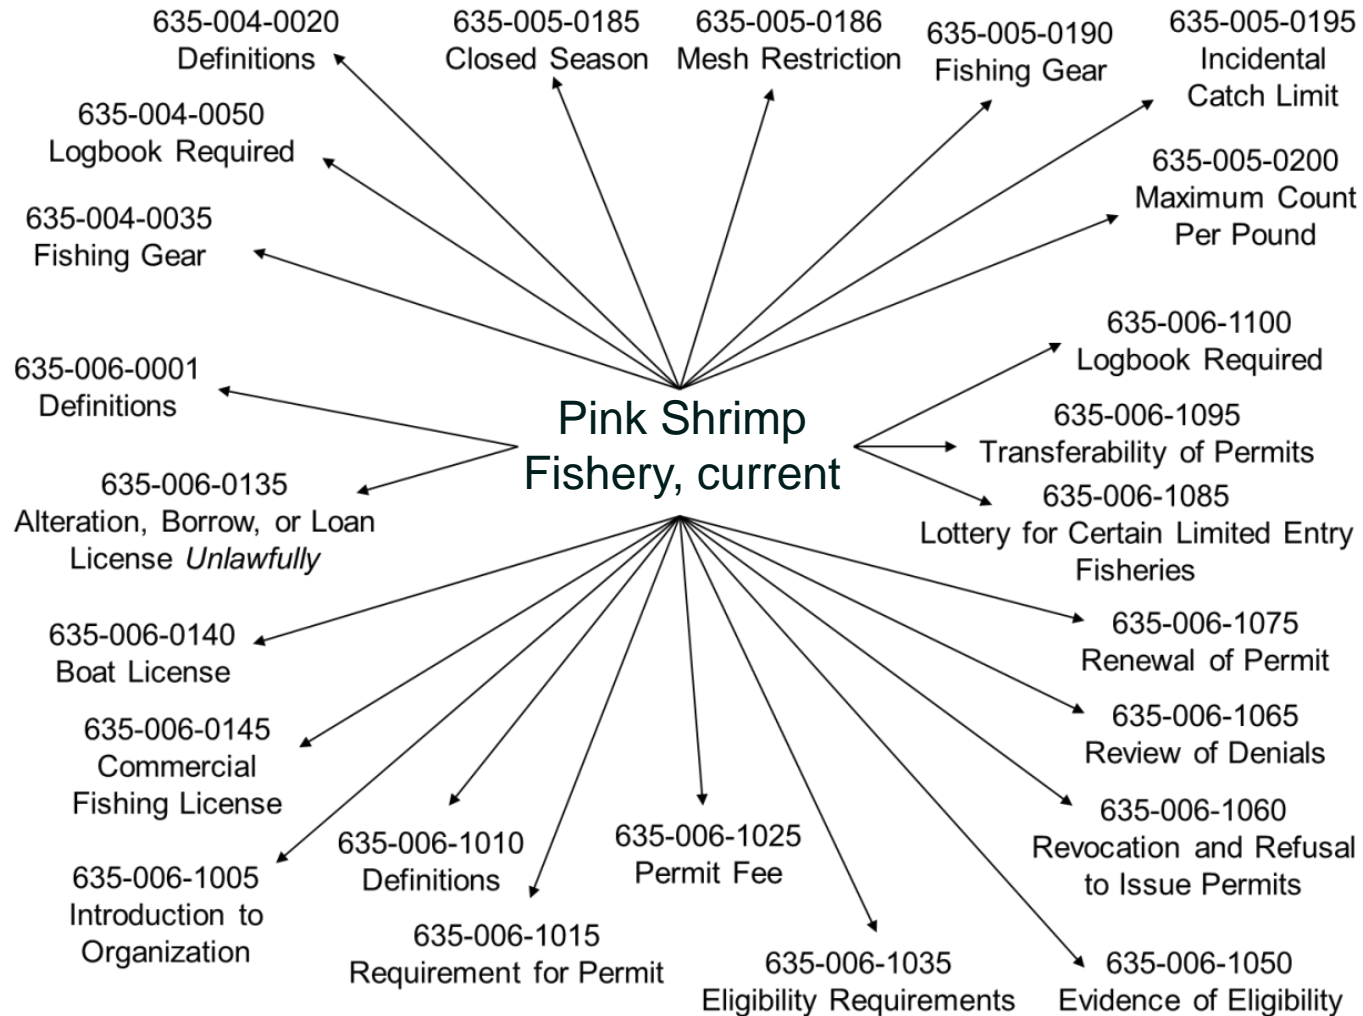 635-004-0020
Definitions
635-005-0185
Closed Season
635-005-0186
Mesh Restriction
635-005-0190
Fishing Gear
635-005-0195
Incidental
Catch Limit
635-004-0050
Logbook Required
635-005-0200
Maximum Count
Per Pound
635-004-0035
Fishing Gear
635-006-1100
Logbook Required
635-006-0001
Definitions
Pink Shrimp
Fishery, current
635-006-1095
Transferability of Permits
635-006-0135
Alteration, Borrow, or Loan
License Unlawfully
635-006-1085
Lottery for Certain Limited Entry
Fisheries
635-006-0140
Boat License
635-006-1075
Renewal of Permit
635-006-0145
Commercial
Fishing License
635-006-1065
Review of Denials
635-006-1005
Introduction to
Organization
635-006-1010
Definitions
635-006-1025
Permit Fee
635-006-1060
Revocation and Refusal
to Issue Permits
635-006-1015
Requirement for Permit
635-006-1035
Eligibility Requirements
635-006-1050
Evidence of Eligibility